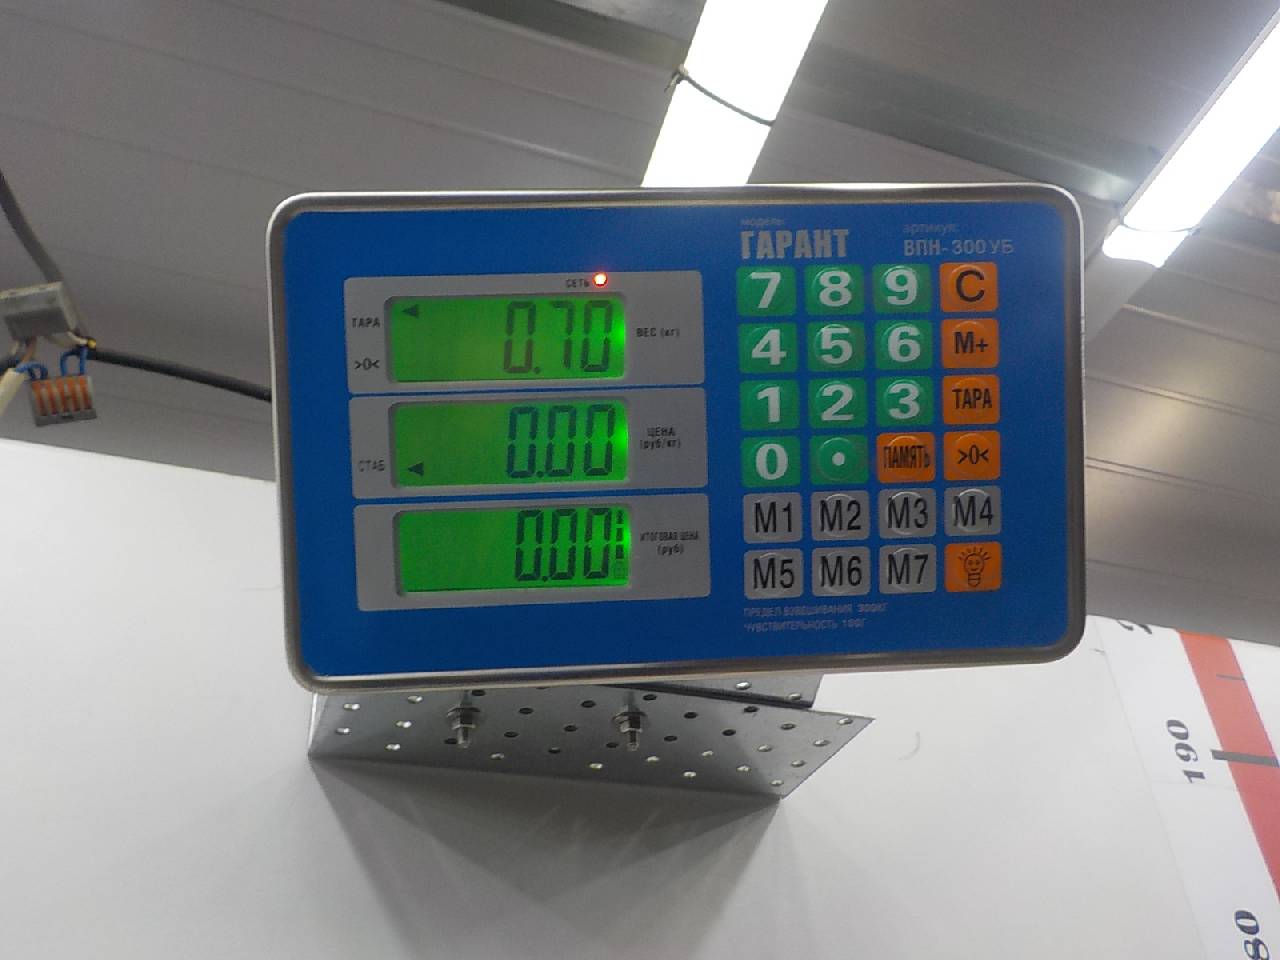 модель:
ГАРАНТ
артикул:
ВПН-300 УБ
СЕТЬ
ТАРА
>0<
0.70
ВЕС (кг)
СТАБ
0.00
ЦЕНА
(руб/кг)
0.00
ИТОГОВАЯ ЦЕНА
(руб)
7 8 9 C
4 5 6 M+
1 2 3 ТАРА
0 . ПАМЯТЬ >0<
M1 M2 M3 M4
M5 M6 M7
ПРЕДЕЛ ВЗВЕШИВАНИЯ 300КГ
ЧУВСТВИТЕЛЬНОСТЬ 100Г
190
80